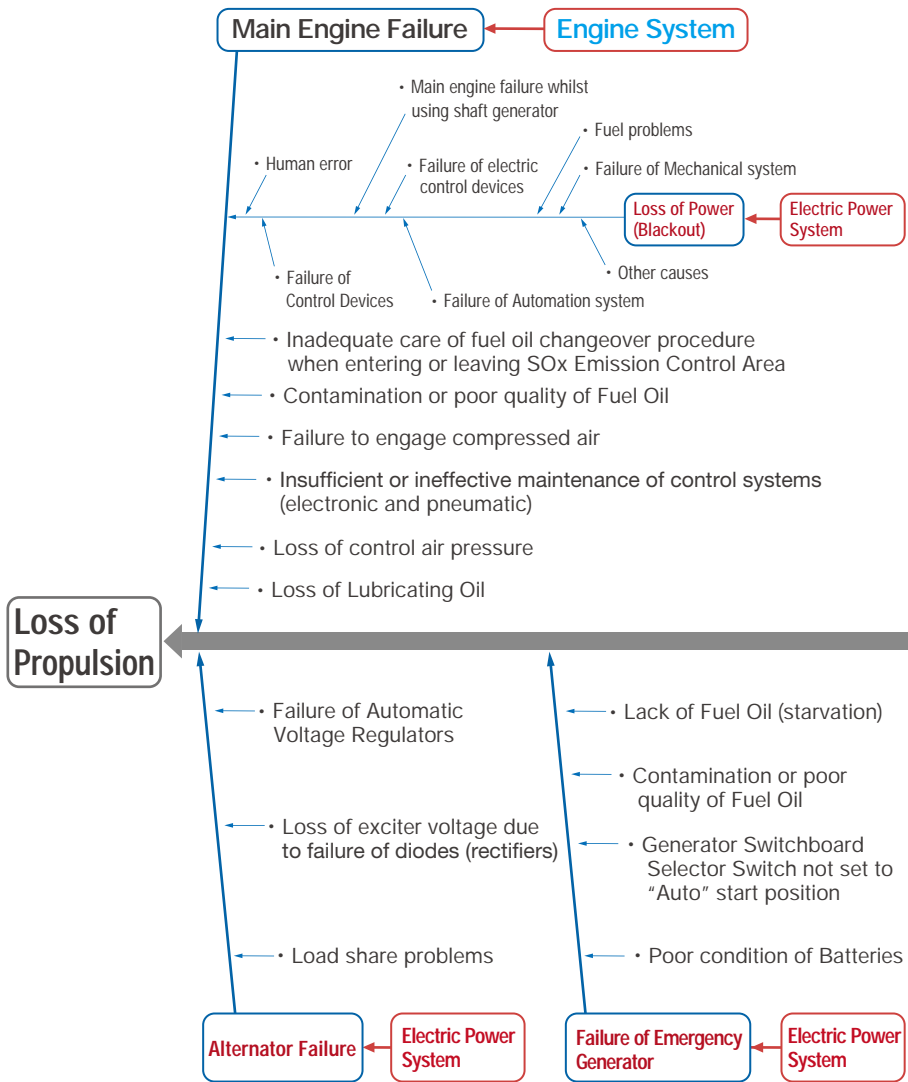 Main Engine Failure
Engine System
• Main engine failure whilst
using shaft generator
• Fuel problems
• Human error
• Failure of electric
control devices
• Failure of Mechanical system
Loss of Power
(Blackout)
Electric Power
System
• Failure of
Control Devices
• Failure of Automation system
• Other causes
• Inadequate care of fuel oil changeover procedure
when entering or leaving SOx Emission Control Area
• Contamination or poor quality of Fuel Oil
• Failure to engage compressed air
• Insufficient or ineffective maintenance of control systems
(electronic and pneumatic)
• Loss of control air pressure
• Loss of Lubricating Oil
Loss of
Propulsion
• Failure of Automatic
Voltage Regulators
• Loss of exciter voltage due
to failure of diodes (rectifiers)
• Load share problems
• Lack of Fuel Oil (starvation)
• Contamination or poor
quality of Fuel Oil
• Generator Switchboard
Selector Switch not set to
“Auto” start position
• Poor condition of Batteries
Alternator Failure
Electric Power
System
Failure of Emergency
Generator
Electric Power
System